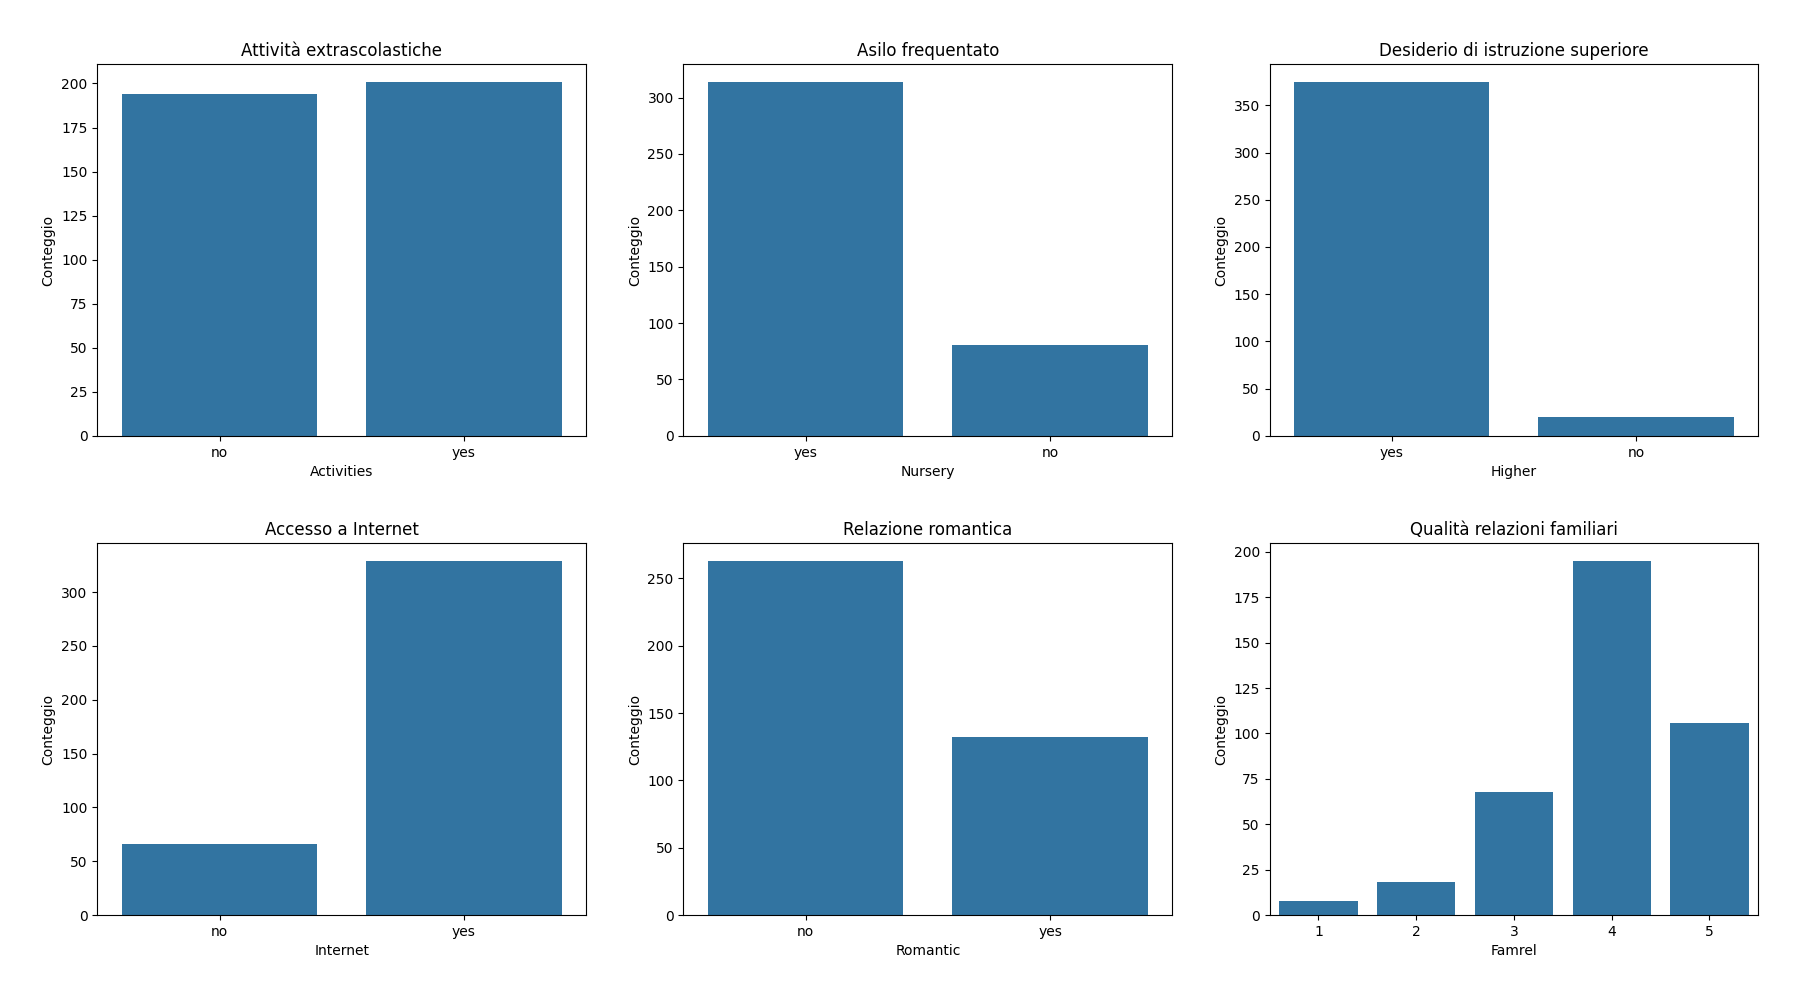 Attività extrascolastiche
200
175
150
125
100
75
50
25
0
Conteggio
no yes
Activities
Asilo frequentato
300
250
200
150
100
50
0
Conteggio
yes no
Nursery
Desiderio di istruzione superiore
350
300
250
200
150
100
50
0
Conteggio
yes no
Higher
Accesso a Internet
300
250
200
150
100
50
0
Conteggio
no yes
Internet
Relazione romantica
250
200
150
100
50
0
Conteggio
no yes
Romantic
Qualità relazioni familiari
200
175
150
125
100
75
50
25
0
Conteggio
1 2 3 4 5
Famrel